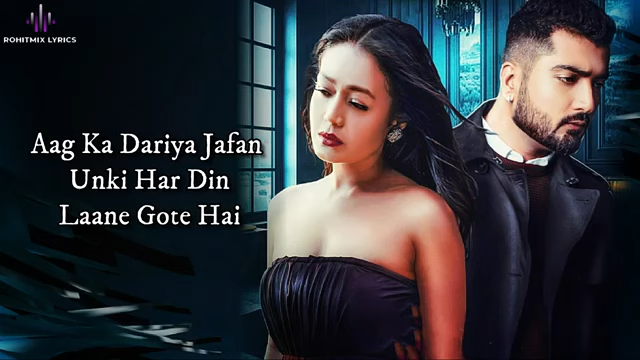 ROHITMIX LYRICS
Aag Ka Dariya Jafan
Unki Har Din
Laane Gote Hai